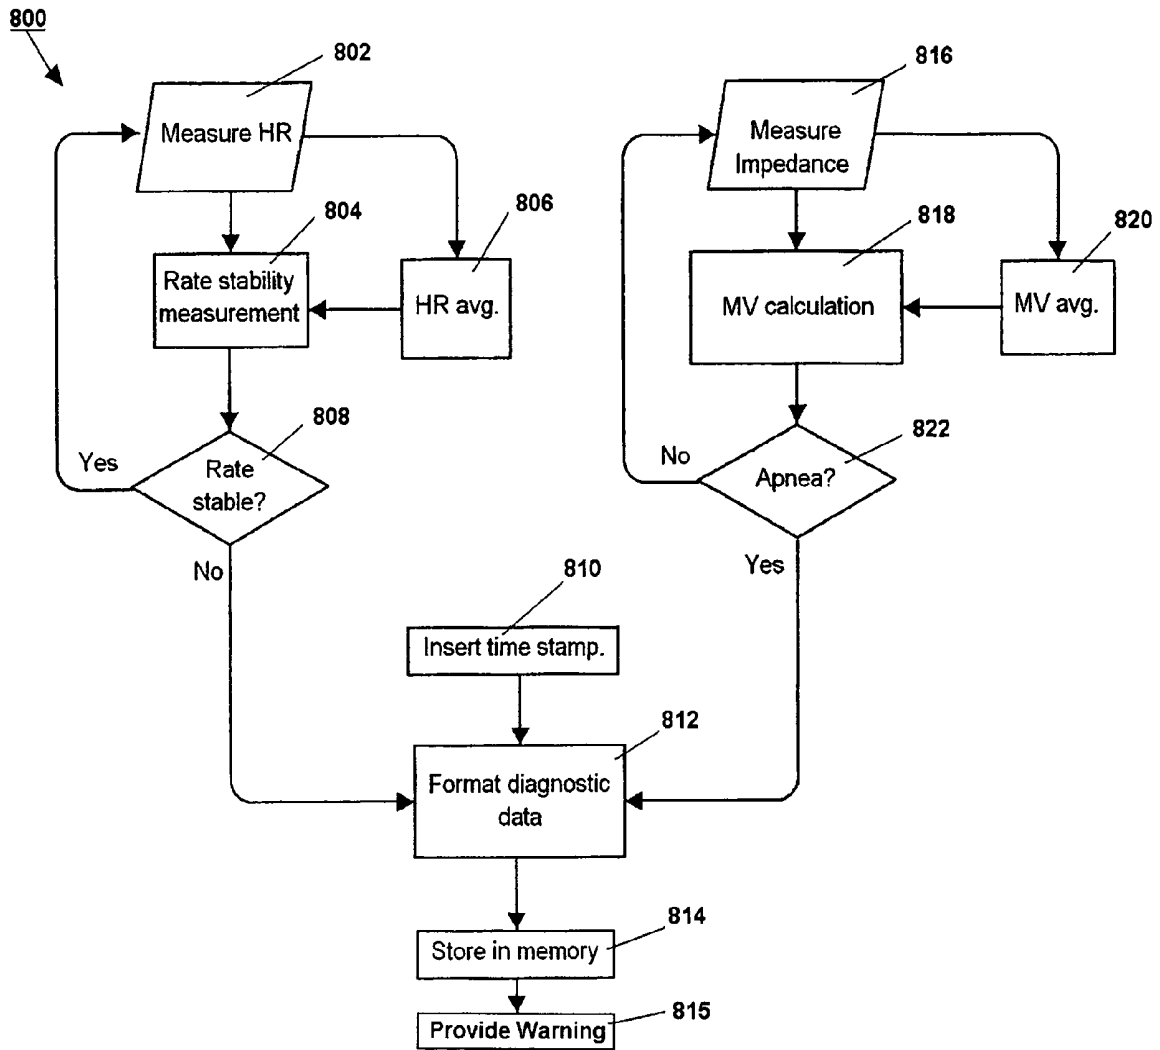 800
802
816
Measure HR
Measure
Impedance
804
806
818
820
Rate stability
measurement
HR avg.
MV calculation
MV avg.
808
822
Yes
Rate
stable?
No
Apnea?
No
Yes
810
Insert time stamp.
812
Format diagnostic
data
814
Store in memory
815
Provide Warning